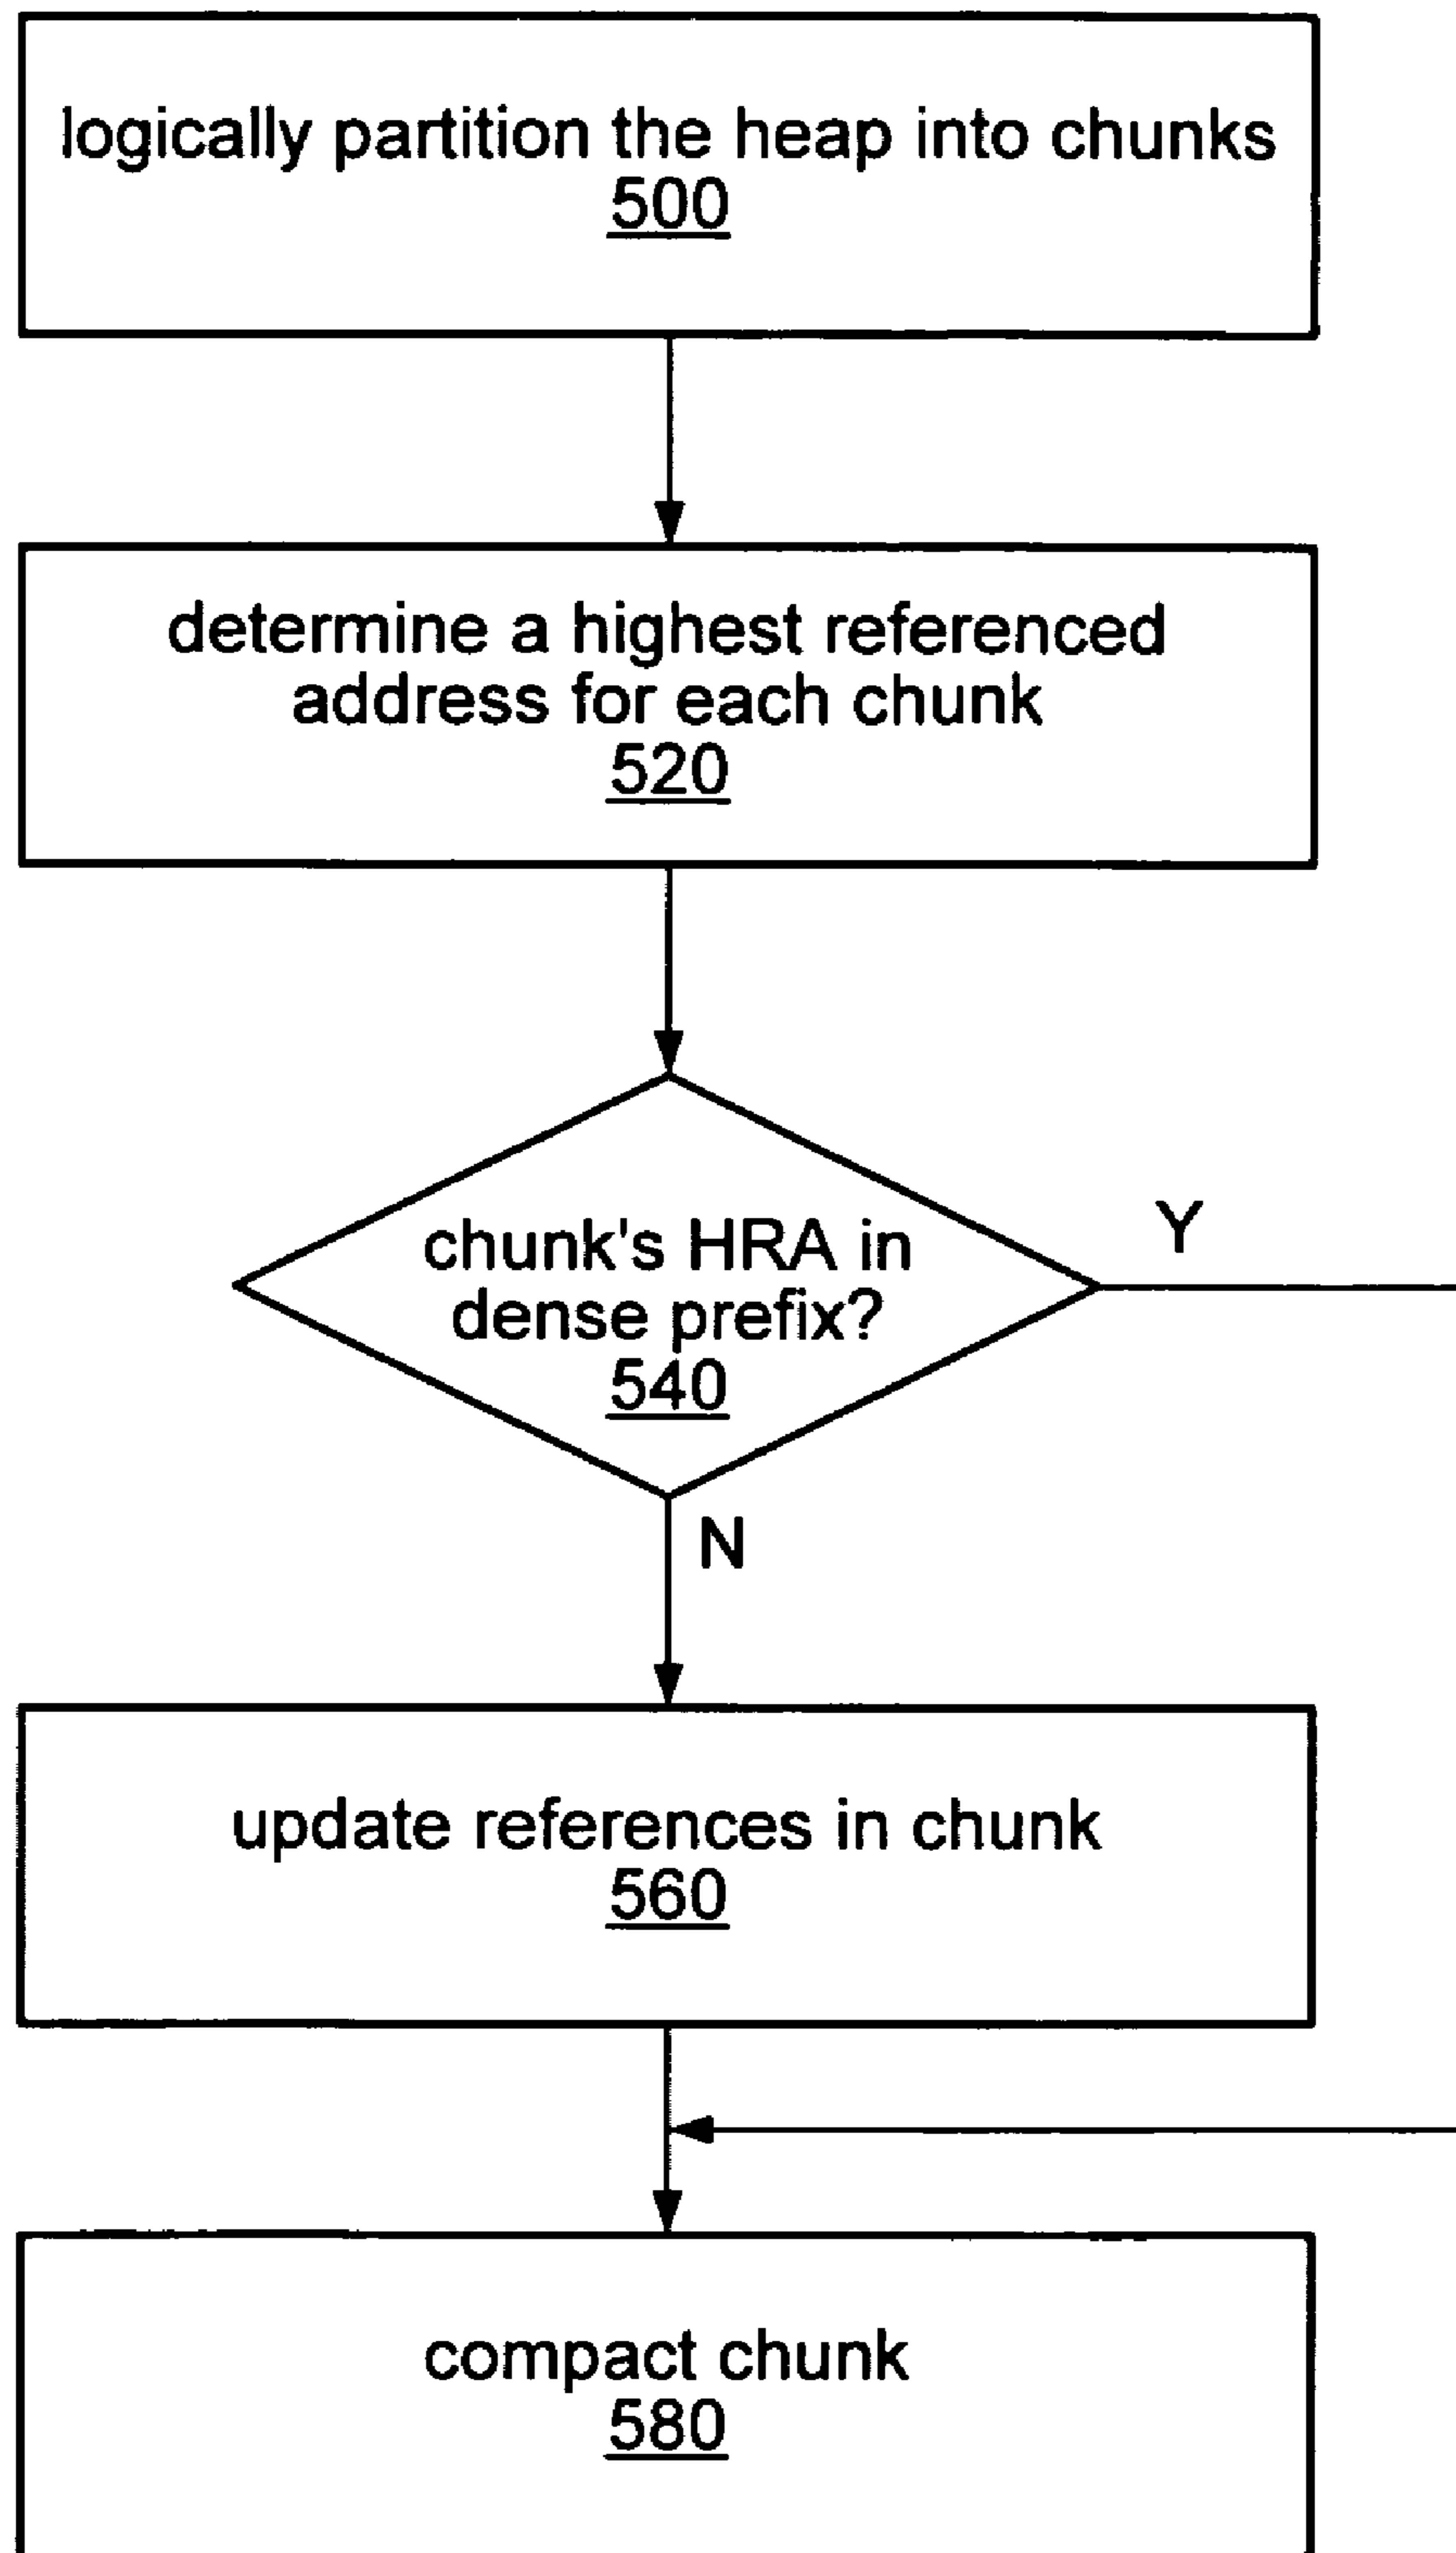 logically partition the heap into chunks
500
determine a highest referenced
address for each chunk
520
chunk's HRA in
dense prefix?
540
Y
N
update references in chunk
560
compact chunk
580